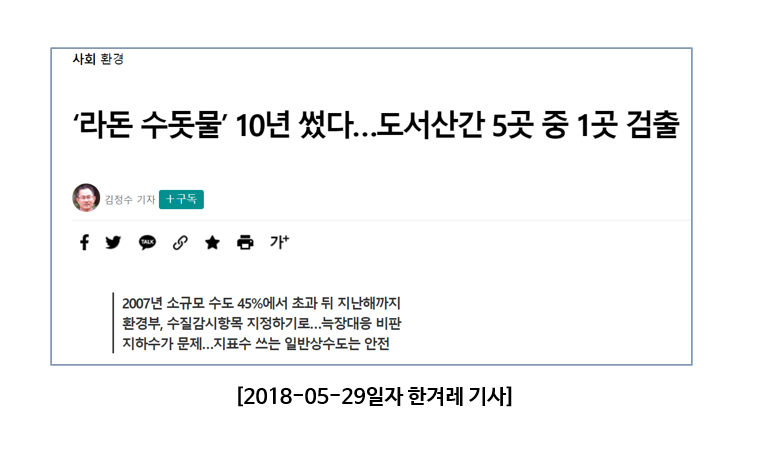 사회 환경
‘라돈 수돗물’ 10년 썼다…도서산간 5곳 중 1곳 검출
김정수 기자 +구독
TALK 가+
2007년 소규모 수도 45%에서 초과 뒤 지난해까지
환경부, 수질감시항목 지정하기로…늑장대응 비판
지하수가 문제…지표수 쓰는 일반상수도는 안전
[2018-05-29일자 한겨레 기사]